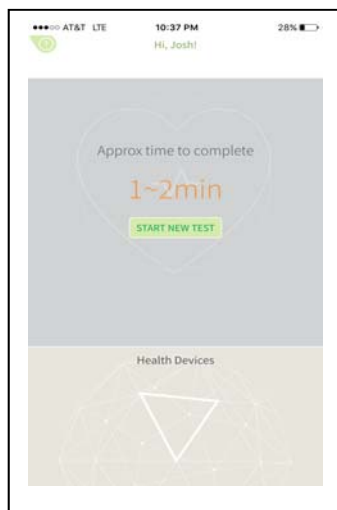 AT&T LTE 10:37 PM 28%
Hi, Josh!
Approx time to complete
1~2min
START NEW TEST
Health Devices